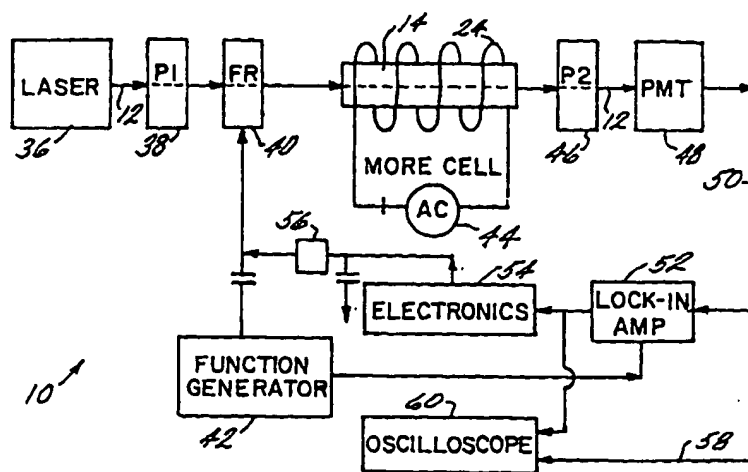 LASER
36
12
P1
38
FR
40
14
24
MORE CELL
AC
44
P2
46
12
PMT
48
50
56
54
ELECTRONICS
52
LOCK-IN
AMP
FUNCTION
GENERATOR
42
10
60
OSCILLOSCOPE
58